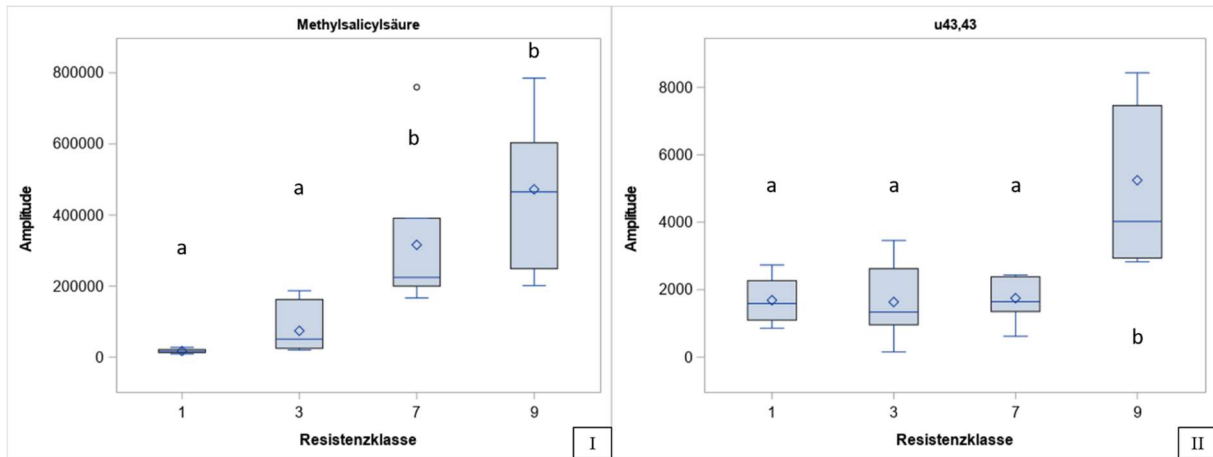 Methylsalicylsäure
Amplitude
800000
600000
400000
200000
0
a
a
b
b
1 3 7 9
Resistenzklasse
I
u43,43
Amplitude
8000
6000
4000
2000
0
a
a
a
b
1 3 7 9
Resistenzklasse
II